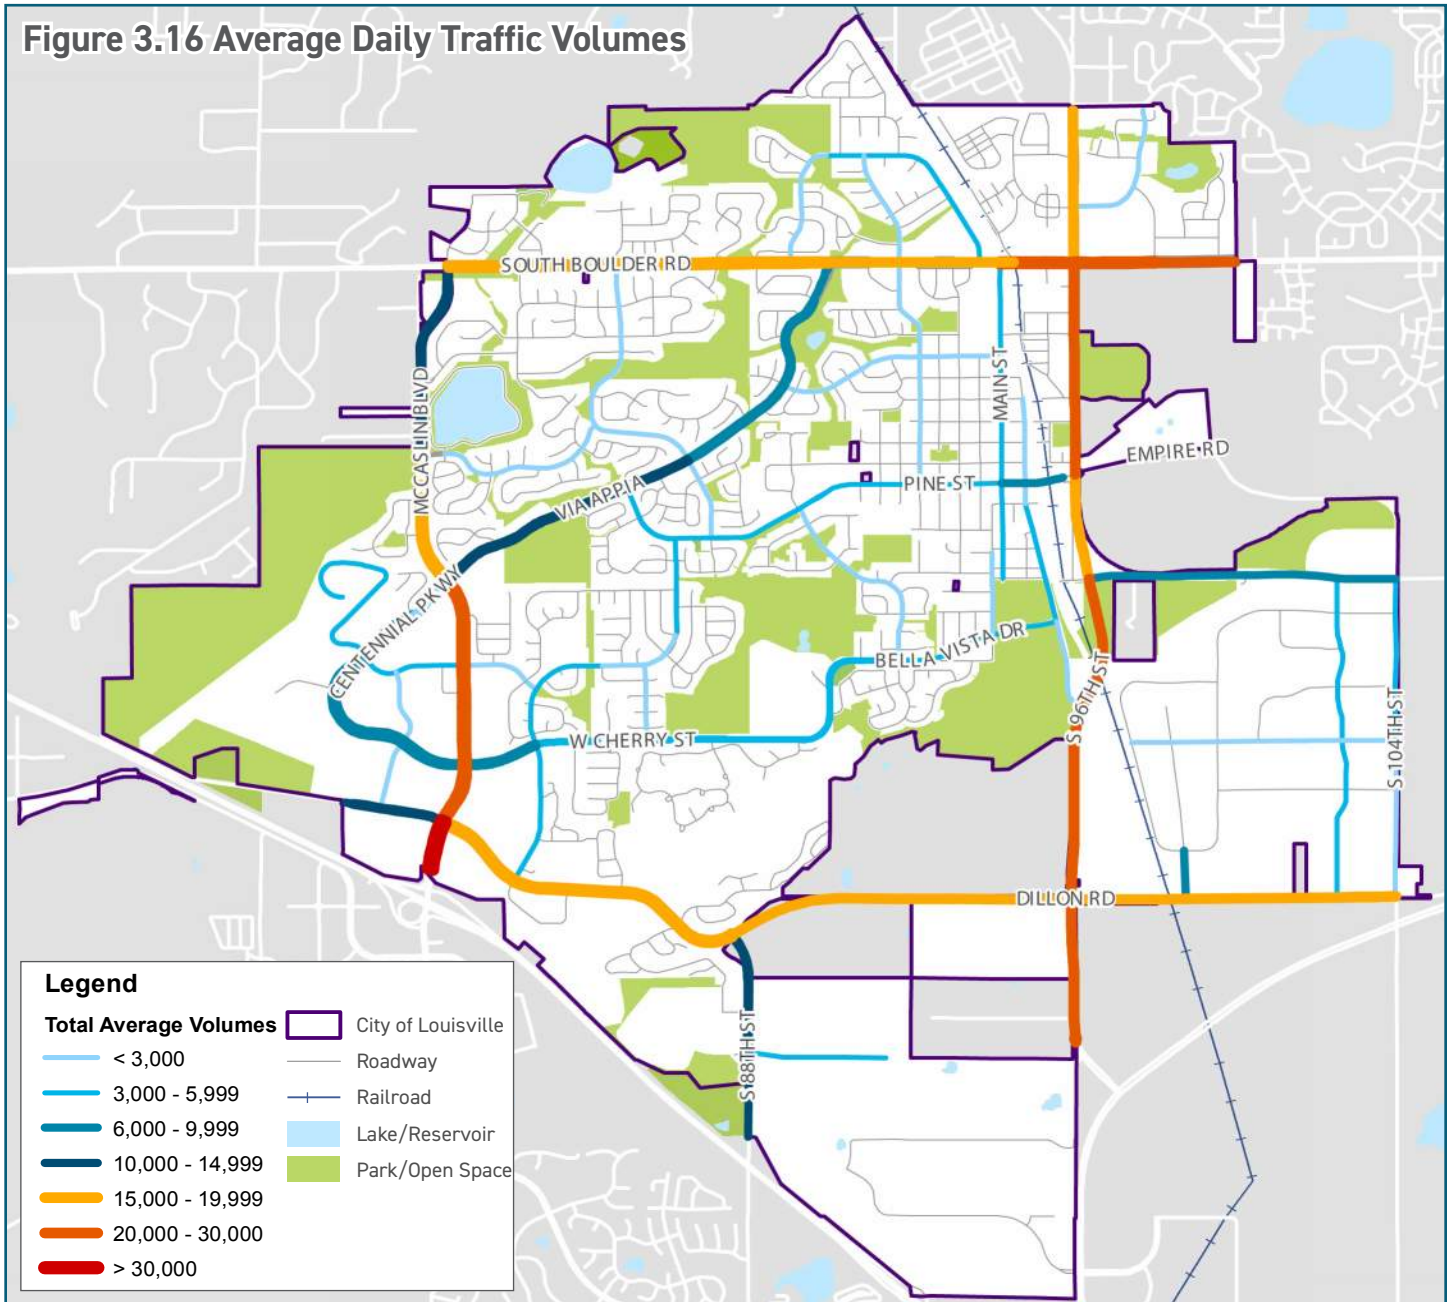 Figure 3.16 Average Daily Traffic Volumes
SOUTH BOULDER RD
MCCASLIN BLVD
MAIN ST
EMPIRE RD
VIA APPIA
PINE ST
CENTENNIAL PKWY
BELLA VISTA DR
S 96TH ST
S 104TH ST
W CHERRY ST
DILLON RD
S 88TH ST
Legend
Total Average Volumes
< 3,000
3,000 - 5,999
6,000 - 9,999
10,000 - 14,999
15,000 - 19,999
20,000 - 30,000
> 30,000
City of Louisville
Roadway
Railroad
Lake/Reservoir
Park/Open Space